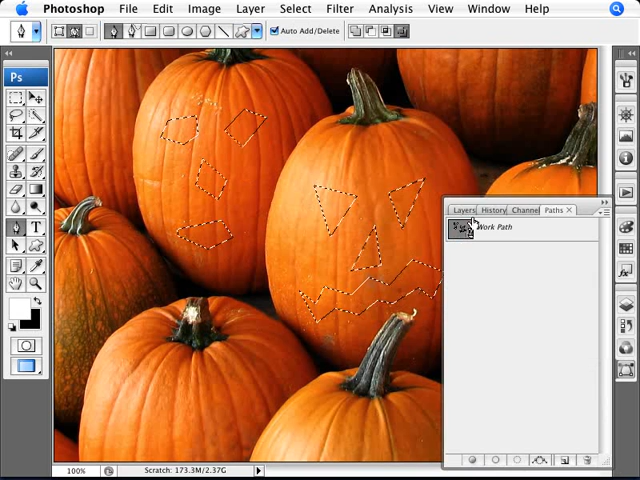 Photoshop File Edit Image Layer Select Filter Analysis View Window Help
Auto Add/Delete
Ps
Layers History Channel Paths
Work Path
T
100% Scratch: 173.3M/2.37G